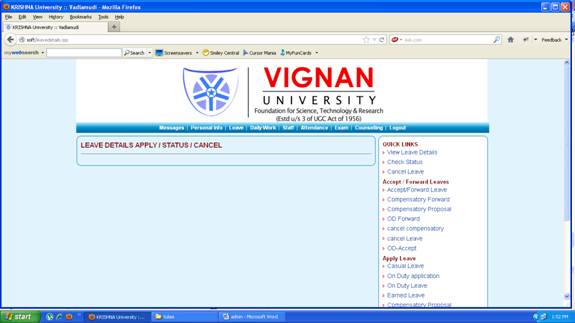 KRISHNA University :: Vadlamudi - Mozilla Firefox
File Edit View History Bookmarks Tools Help
KRISHNA University :: Vadlamudi
Feedback
mywebsearch Search Screensavers Smiley Central Cursor Mania MyFunCards
VIGNAN
UNIVERSITY
Foundation for Science, Technology & Research
(Estd u/s 3 of UGC Act of 1956)
Messages | Personal Info | Leave | Daily Work | Staff | Attendance | Exam | Counselling | Logout
LEAVE DETAILS APPLY / STATUS / CANCEL
QUICK LINKS
View Leave Details
Check Status
Cancel Leave
Accept / Forward Leaves
Accept/Forward Leave
Compensatory Forward
Compensatory Proposal
OD Forward
cancel compensatory
cancel Leave
OD-Accept
Apply Leave
Casual Leave
On Duty application
On Duty Leave
Earned Leave
Compensatory Proposal
start KRISHNA University :... admin - Microsoft Word 1:52 PM